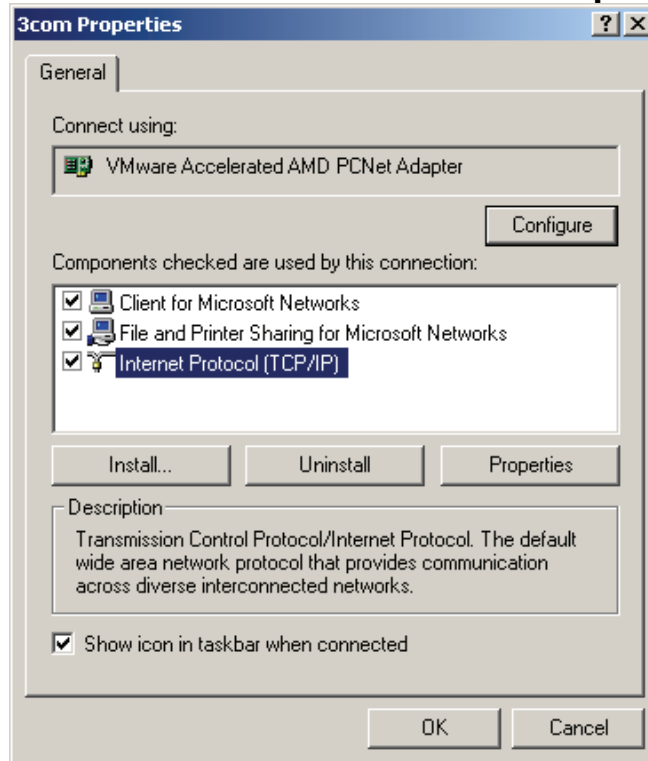 3com Properties
General
Connect using:
VMware Accelerated AMD PCNet Adapter
Configure
Components checked are used by this connection:
Client for Microsoft Networks
File and Printer Sharing for Microsoft Networks
Internet Protocol (TCP/IP)
Install...
Uninstall
Properties
Description
Transmission Control Protocol/Internet Protocol. The default
wide area network protocol that provides communication
across diverse interconnected networks.
Show icon in taskbar when connected
OK
Cancel